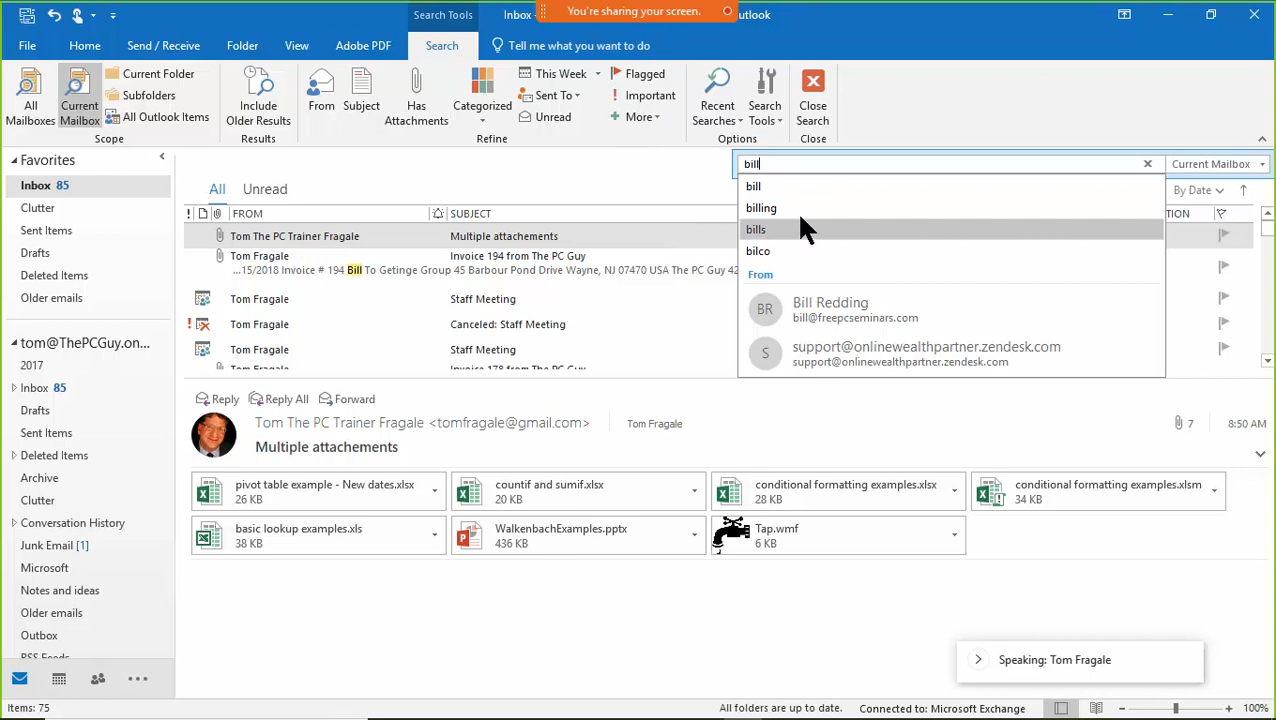 Search Tools
Inbox -
You're sharing your screen.
Outlook
File
Home
Send / Receive
Folder
View
Adobe PDF
Search
Tell me what you want to do
All
Mailboxes
Current
Mailbox
Current Folder
Subfolders
All Outlook Items
Scope
Include
Older Results
Results
From
Subject
Has
Attachments
Categorized
This Week
Sent To
Unread
Flagged
Important
More
Refine
Recent
Searches
Search
Tools
Options
Close
Search
Close
bill
Current Mailbox
bill
billing
bills
bilco
From
BR
Bill Redding
bill@freepcseminars.com
S
support@onlinewealthpartner.zendesk.com
support@onlinewealthpartner.zendesk.com
By Date
TION
Favorites
Inbox 85
Clutter
Sent Items
Drafts
Deleted Items
Older emails
tom@ThePCGuy.on...
2017
Inbox 85
Drafts
Sent Items
Deleted Items
Archive
Clutter
Conversation History
Junk Email [1]
Microsoft
Notes and ideas
Older emails
Outbox
RSS Feeds
All
Unread
FROM
SUBJECT
Tom The PC Trainer Fragale
Multiple attachements
Tom Fragale
Invoice 194 from The PC Guy
...15/2018 Invoice # 194 Bill To Getinge Group 45 Barbour Pond Drive Wayne, NJ 07470 USA The PC Guy 42
Tom Fragale
Staff Meeting
Tom Fragale
Canceled: Staff Meeting
Tom Fragale
Staff Meeting
Tom Fragale
Invoice 178 from The PC Guy
Reply
Reply All
Forward
Tom The PC Trainer Fragale <tomfragale@gmail.com>
Tom Fragale
7
8:50 AM
Multiple attachements
pivot table example - New dates.xlsx
26 KB
countif and sumif.xlsx
20 KB
conditional formatting examples.xlsx
28 KB
conditional formatting examples.xlsm
34 KB
basic lookup examples.xls
38 KB
WalkenbachExamples.pptx
436 KB
Tap.wmf
6 KB
Speaking: Tom Fragale
Items: 75
All folders are up to date.
Connected to: Microsoft Exchange
100%